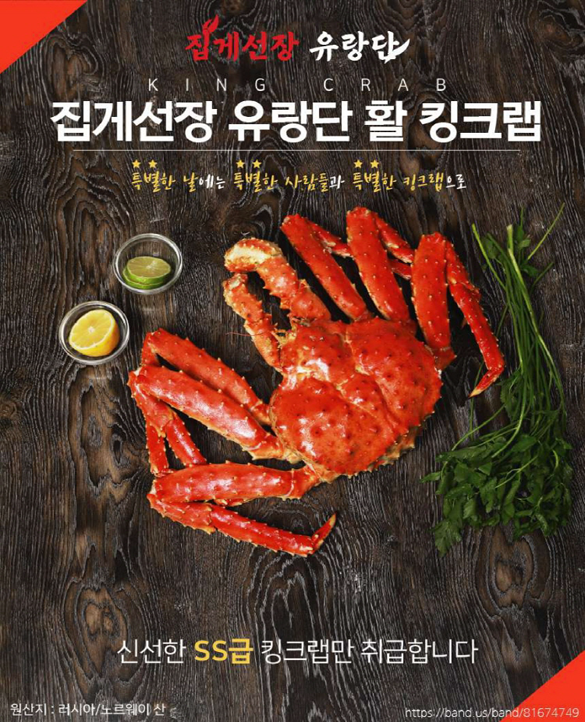 집게선장 유랑단
KING CRAB
집게선장 유랑단 활 킹크랩
특별한 날에는 특별한 사람들과 특별한 킹크랩으로
신선한 SS급 킹크랩만 취급합니다
원산지 : 러시아/노르웨이 산
https://band.us/band/81674749